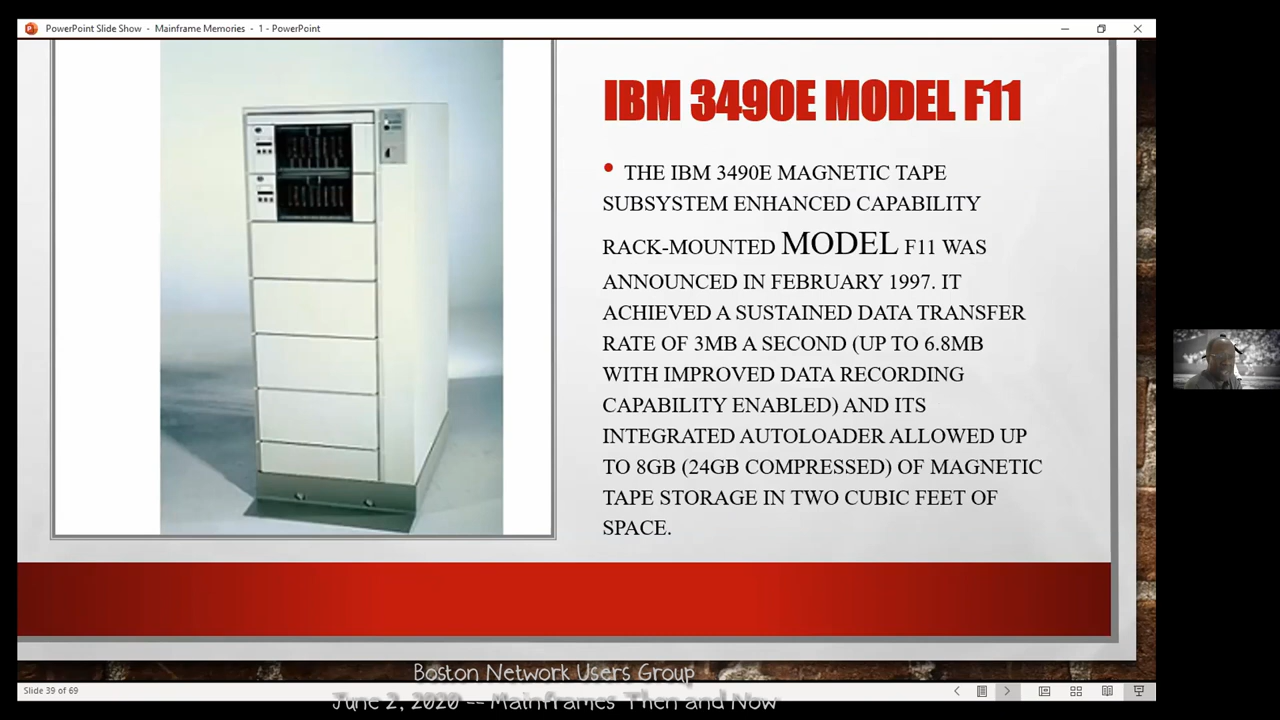 PowerPoint Slide Show - Mainframe Memories - 1 - PowerPoint
IBM 3490E MODEL F11
• THE IBM 3490E MAGNETIC TAPE
SUBSYSTEM ENHANCED CAPABILITY
RACK-MOUNTED MODEL F11 WAS
ANNOUNCED IN FEBRUARY 1997. IT
ACHIEVED A SUSTAINED DATA TRANSFER
RATE OF 3MB A SECOND (UP TO 6.8MB
WITH IMPROVED DATA RECORDING
CAPABILITY ENABLED) AND ITS
INTEGRATED AUTOLOADER ALLOWED UP
TO 8GB (24GB COMPRESSED) OF MAGNETIC
TAPE STORAGE IN TWO CUBIC FEET OF
SPACE.
Boston Network Users Group
Slide 39 of 69
June 2, 2020 -- Mainframes Then and Now